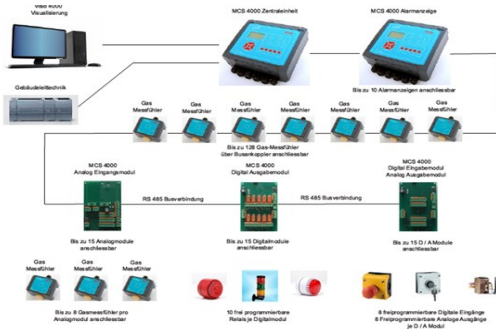 Visio 4000
Visualisierung
MCS 4000 Zentraleinheit
MCS 4000 Alarmanzeige
Gebäudeleittechnik
Bis zu 10 Alarmanzeigen anschliessbar
Gas
Messfühler
Gas
Messfühler
Gas
Messfühler
Gas
Messfühler
Gas
Messfühler
Gas
Messfühler
Gas
Messfühler
Bis zu 128 Gas-Messfühler
über Busankoppler anschliessbar
MCS 4000
Analog Eingangsmodul
MCS 4000
Digital Ausgabemodul
MCS 4000
Digital Eingabemodul
Analog Ausgabemodul
RS 485 Busverbindung
RS 485 Busverbindung
Bis zu 15 Analogmodule
anschliessbar
Bis zu 15 Digitalmodule
anschliessbar
Bis zu 15 D / A Module
anschliessbar
Gas
Messfühler
Gas
Messfühler
Gas
Messfühler
Bis zu 8 Gasmessfühler pro
Analogmodul anschliessbar
10 frei programmierbare
Relais je Digitalmodul
8 freiprogrammierbare Digitale Eingänge
8 Freiprogrammierbare Analoge Ausgänge
je D / A Modul